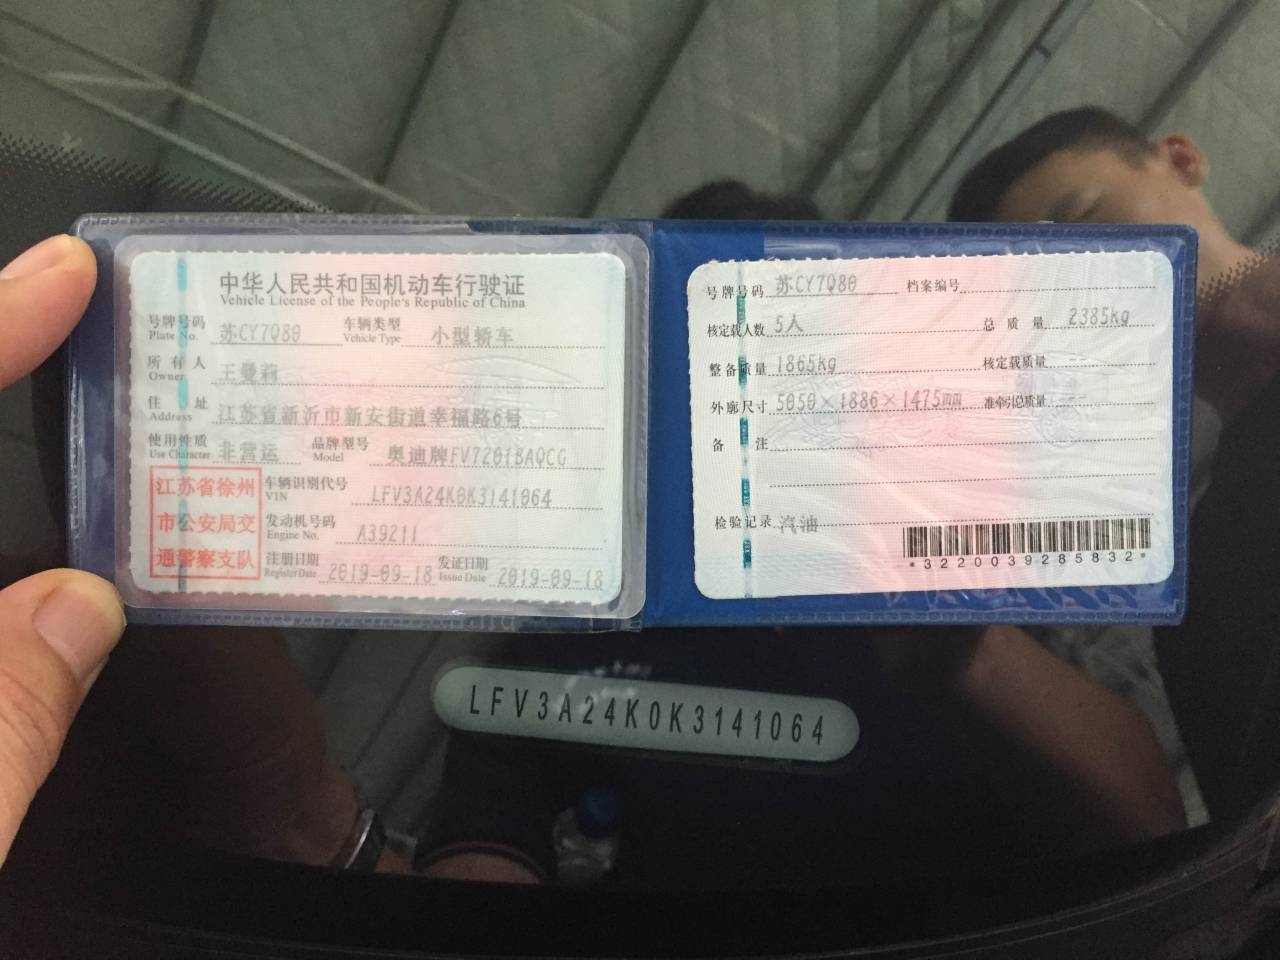 中华人民共和国机动车行驶证
Vehicle License of the People's Republic of China
号牌号码 苏CY7Q80 车辆类型 小型轿车
Plate No. Vehicle Type
所有人 王曼莉
Owner
住址 江苏省新沂市新安街道幸福路6号
Address
使用性质 非营运 品牌型号 奥迪牌FV7201BAQCG
Use Character Model
江苏省徐州
市公安局交
通警察支队
车辆识别代号 LFV3A24K0K3141064
VIN
发动机号码 A39211
Engine No.
注册日期 2019-09-18 发证日期 2019-09-18
Register Date Issue Date
号牌号码 苏CY7Q80 档案编号
核定载人数 5人 总质量 2385kg
整备质量 1865kg 核定载质量 --
外廓尺寸 5050×1886×1475mm 准牵引总质量 --
备注
检验记录 汽油
*3220039285832*
LFV3A24K0K3141064